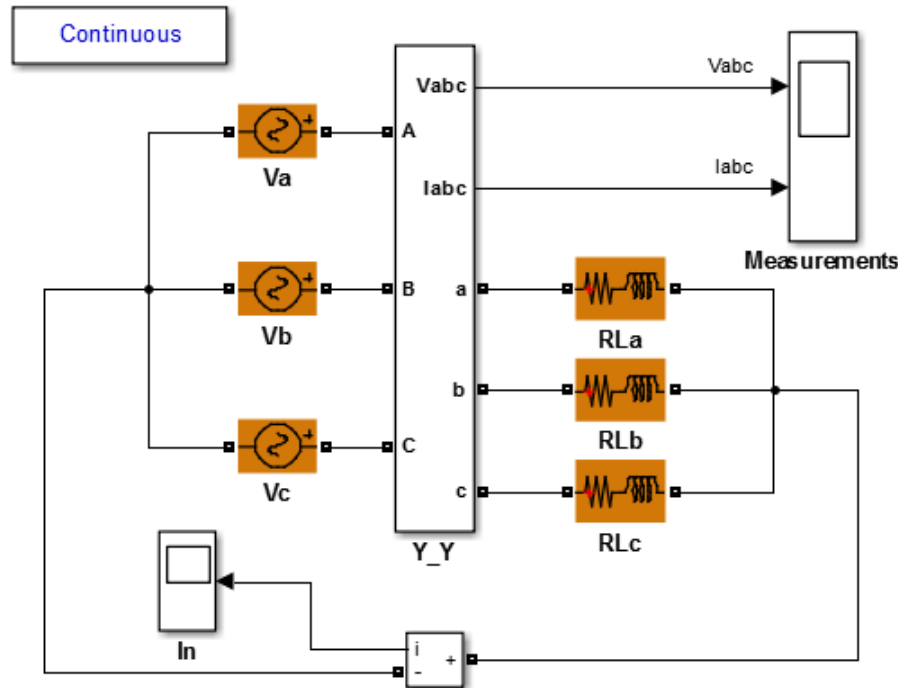 Continuous
Vabc
Vabc
A
+
Va
Iabc
Iabc
Measurements
B
+
Vb
a
RLa
b
RLb
C
+
Vc
c
RLc
Y_Y
In
i
-
+